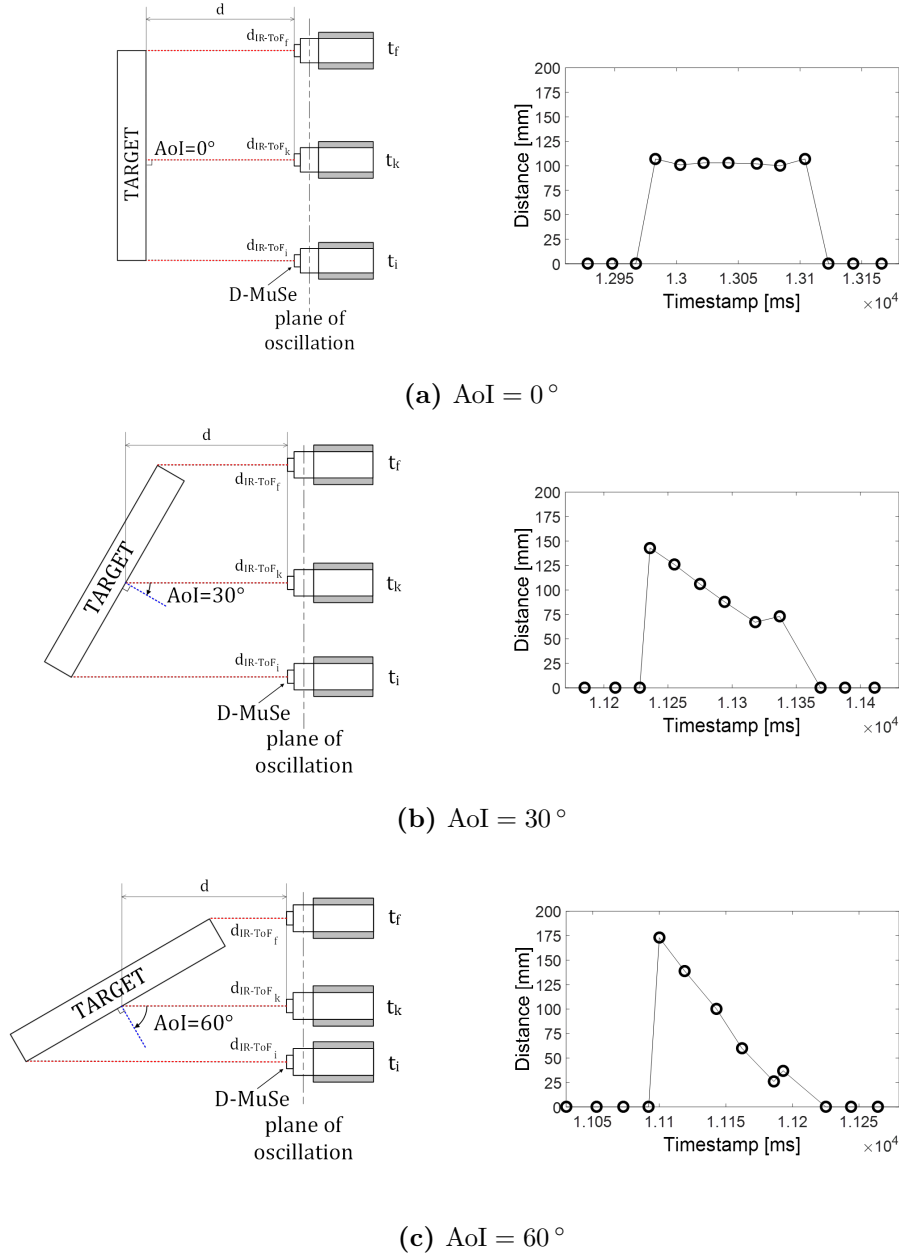 d
d_IR-ToF_f
t_f
TARGET
AoI=0°
d_IR-ToF_k
t_k
d_IR-ToF_i
t_i
D-MuSe
plane of
oscillation
200
175
150
125
100
75
50
25
0
Distance [mm]
1.295 1.3 1.305 1.31 1.315
Timestamp [ms]
×10⁴
(a) AoI = 0°
d
t_f
d_IR-ToF_f
TARGET
d_IR-ToF_k
t_k
AoI=30°
d_IR-ToF_i
t_i
D-MuSe
plane of
oscillation
200
175
150
125
100
75
50
25
0
Distance [mm]
1.12 1.125 1.13 1.135 1.14
Timestamp [ms]
×10⁴
(b) AoI = 30°
d
t_f
d_IR-ToF_f
TARGET
d_IR-ToF_k
t_k
AoI=60°
d_IR-ToF_i
t_i
D-MuSe
plane of
oscillation
200
175
150
125
100
75
50
25
0
Distance [mm]
1.105 1.11 1.115 1.12 1.125
Timestamp [ms]
×10⁴
(c) AoI = 60°